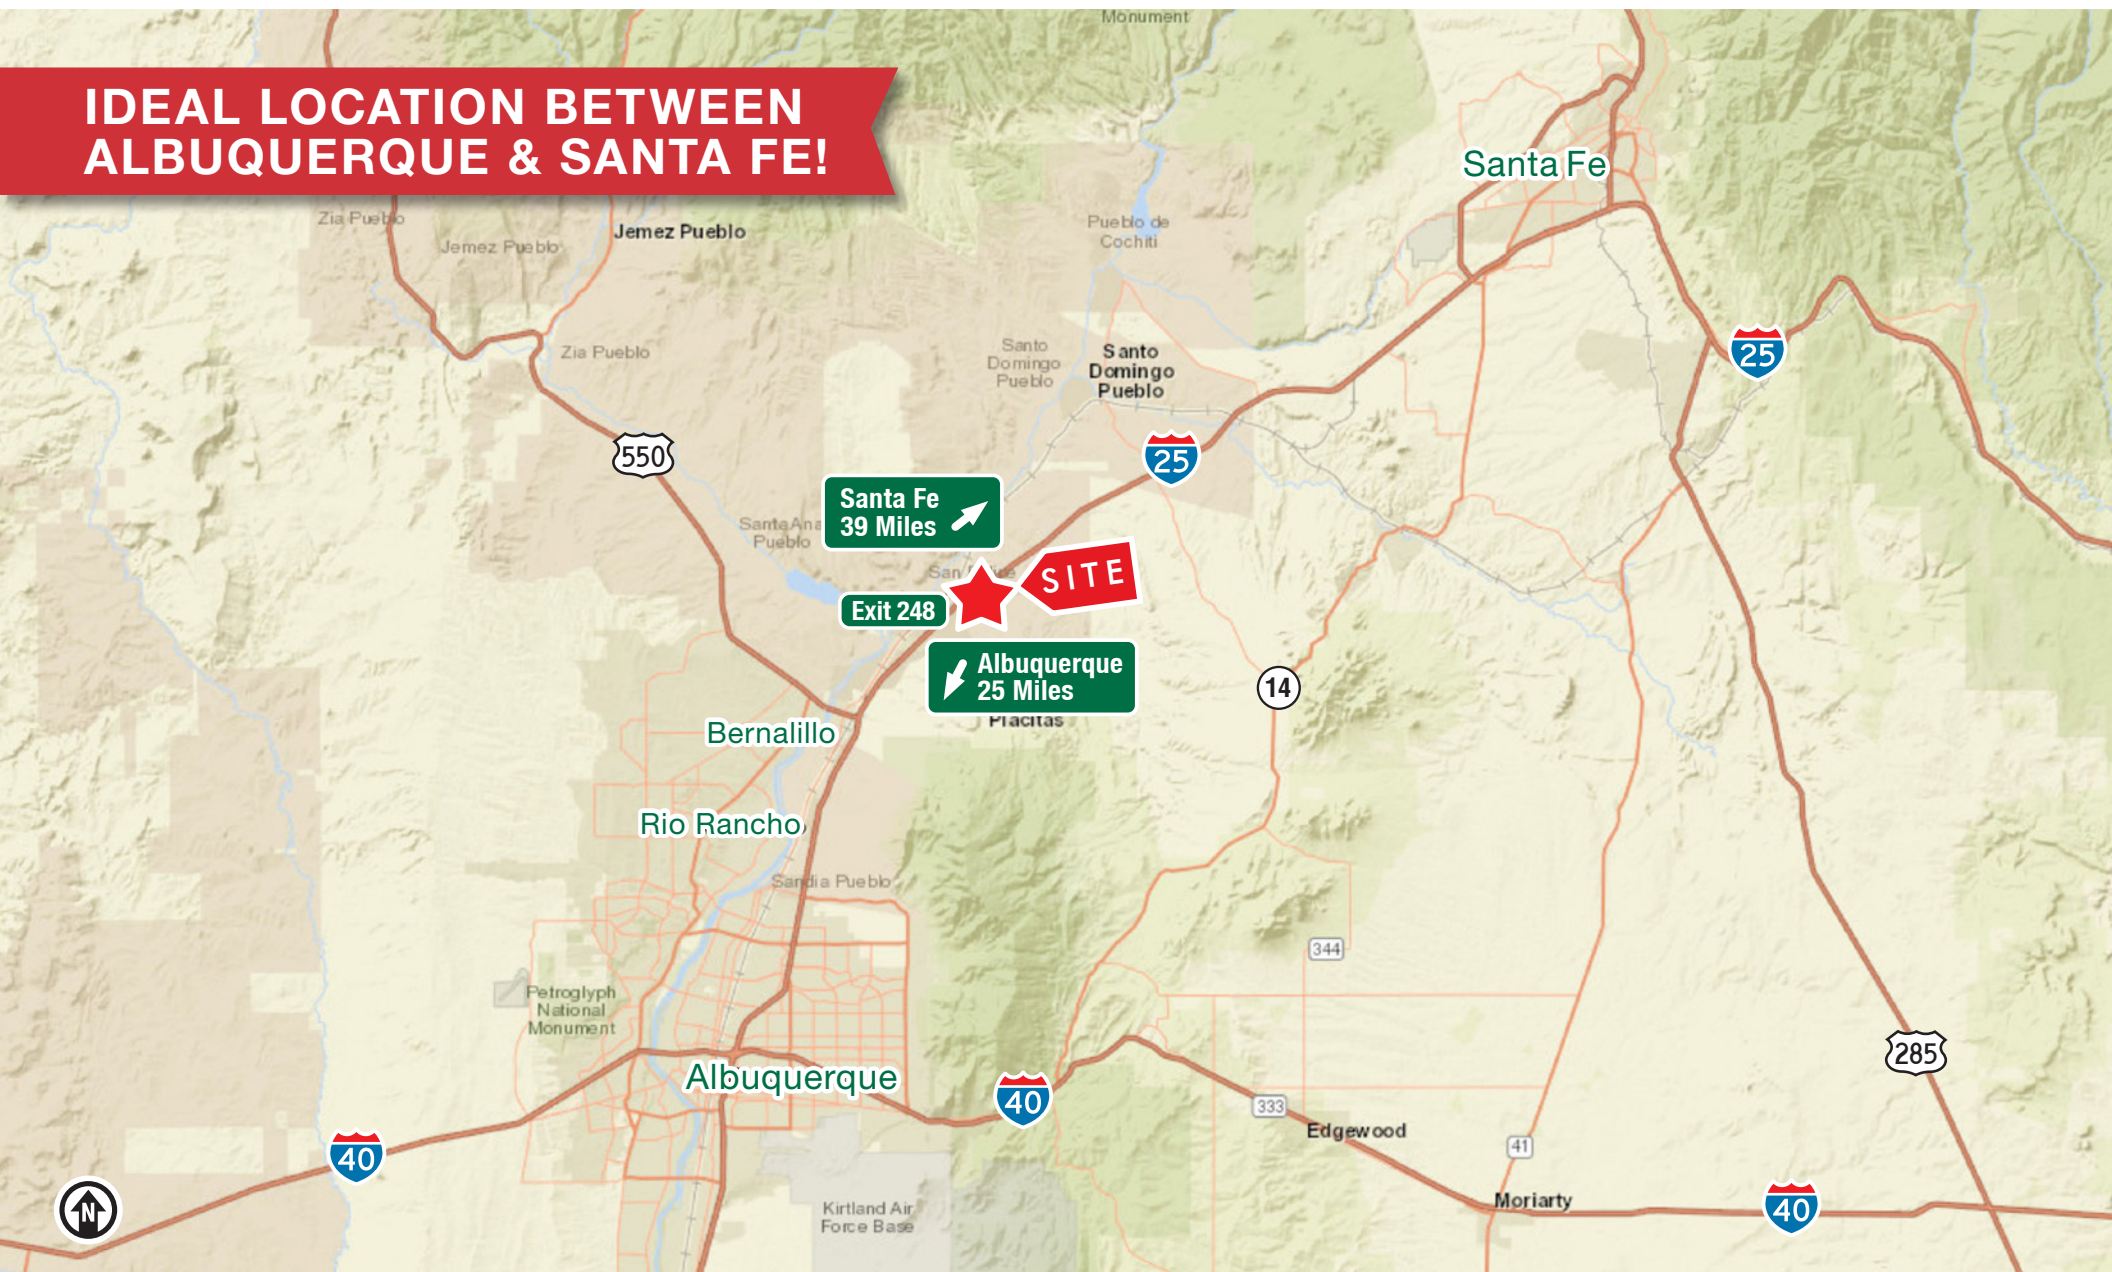 Monument
IDEAL LOCATION BETWEEN
ALBUQUERQUE & SANTA FE!
Santa Fe
Zia Pueblo
Jemez Pueblo
Jemez Pueblo
Pueblo de
Cochiti
25
Zia Pueblo
Santo
Domingo
Pueblo
Santo
Domingo
Pueblo
550
25
Santa Fe
39 Miles
Santa Ana
Pueblo
San Felipe
SITE
Exit 248
Albuquerque
25 Miles
Placitas
14
Bernalillo
Rio Rancho
Sandia Pueblo
344
Petroglyph
National
Monument
285
Albuquerque
40
333
Edgewood
41
40
Moriarty
40
N
Kirtland Air
Force Base